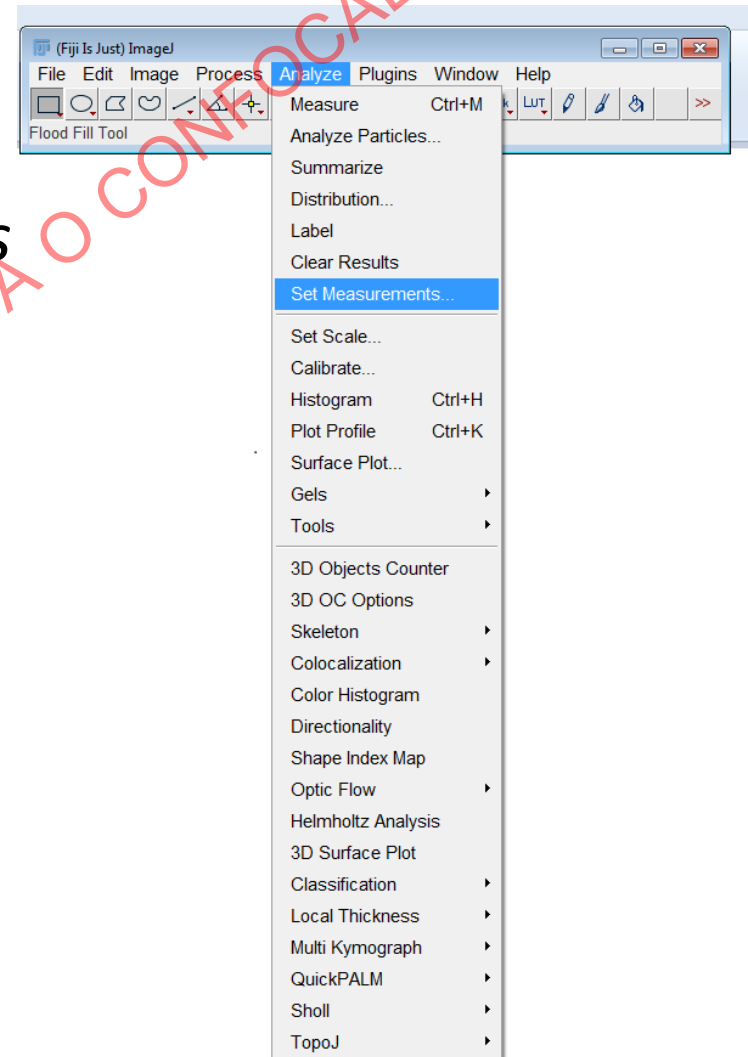 (Fiji Is Just) ImageJ
File Edit Image Process Analyze Plugins Window Help
LUT
>>
Flood Fill Tool
Measure Ctrl+M
Analyze Particles...
Summarize
Distribution...
Label
Clear Results
Set Measurements...
Set Scale...
Calibrate...
Histogram Ctrl+H
Plot Profile Ctrl+K
Surface Plot...
Gels
Tools
3D Objects Counter
3D OC Options
Skeleton
Colocalization
Color Histogram
Directionality
Shape Index Map
Optic Flow
Helmholtz Analysis
3D Surface Plot
Classification
Local Thickness
Multi Kymograph
QuickPALM
Sholl
TopoJ
O CONFOCAL